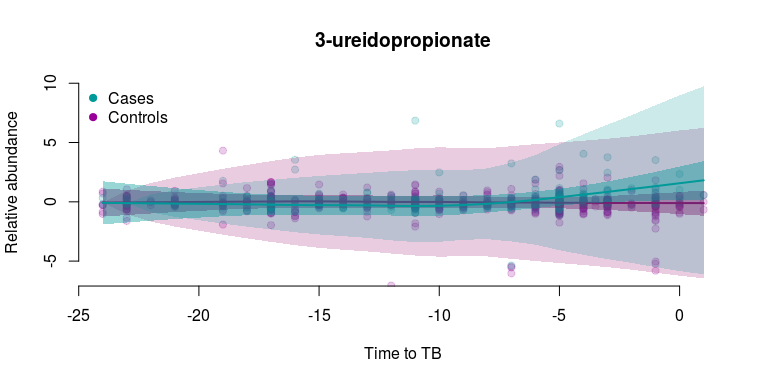 3-ureidopropionate
Relative abundance
10
5
0
-5
Cases
Controls
-25 -20 -15 -10 -5 0
Time to TB